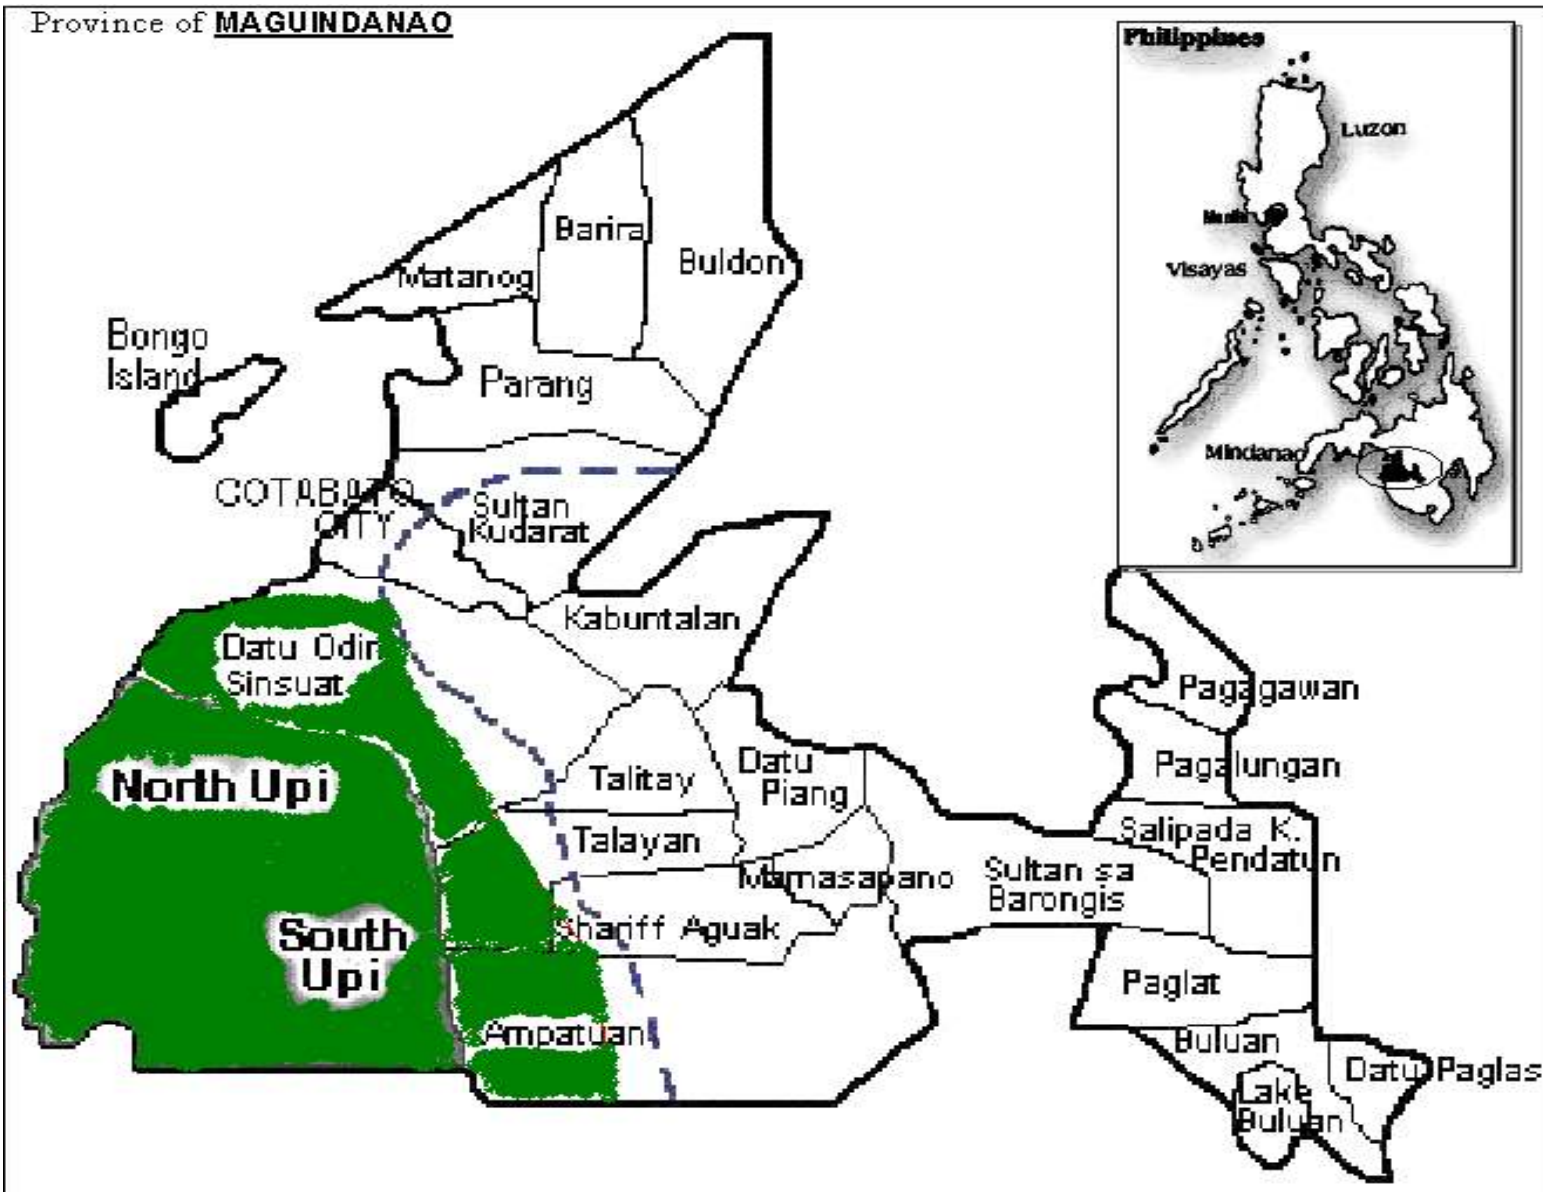 Province of MAGUINDANAO
Philippines
Luzon
Manila
Visayas
Mindanao
Barira
Buldon
Matanog
Bongo
Island
Parang
COTABATO
CITY
Sultan
Kudarat
Kabuntalan
Datu Odin
Sinsuat
Pagagawan
North Upi
Talitay
Datu
Piang
Pagalungan
Talayan
Salipada K.
Pendatun
Mamasapano
Sultan sa
Barongis
South
Upi
Shariff Aguak
Paglat
Ampatuan
Buluan
Datu Paglas
Lake
Buluan